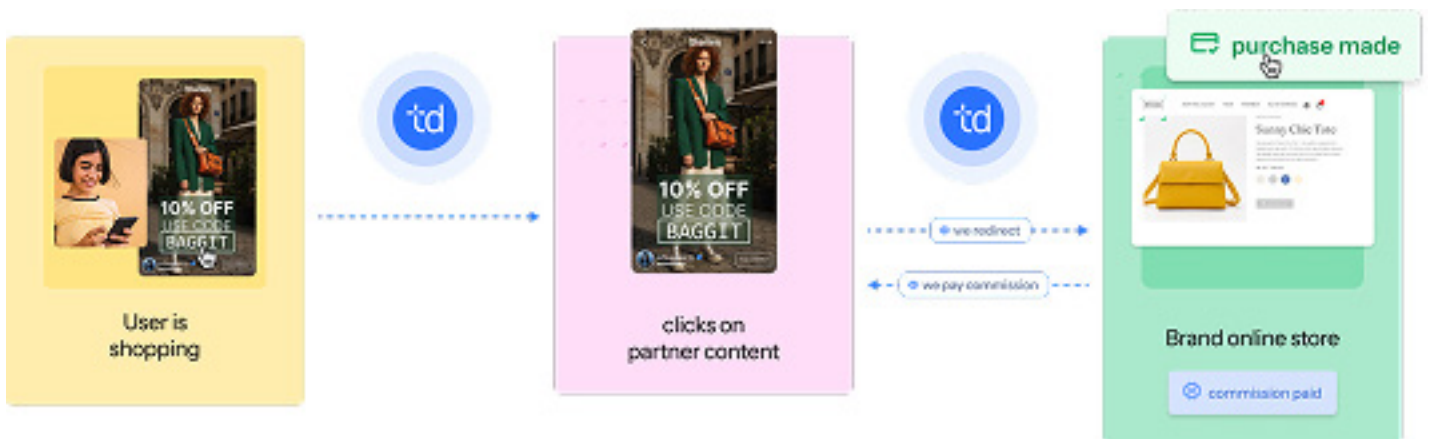 10% OFF
USE CODE
BAGGIT
User is
shopping
td
10% OFF
USE CODE
BAGGIT
clicks on
partner content
td
we redirect
we pay commission
purchase made
Sunny Chic Tote
Brand online store
commission paid